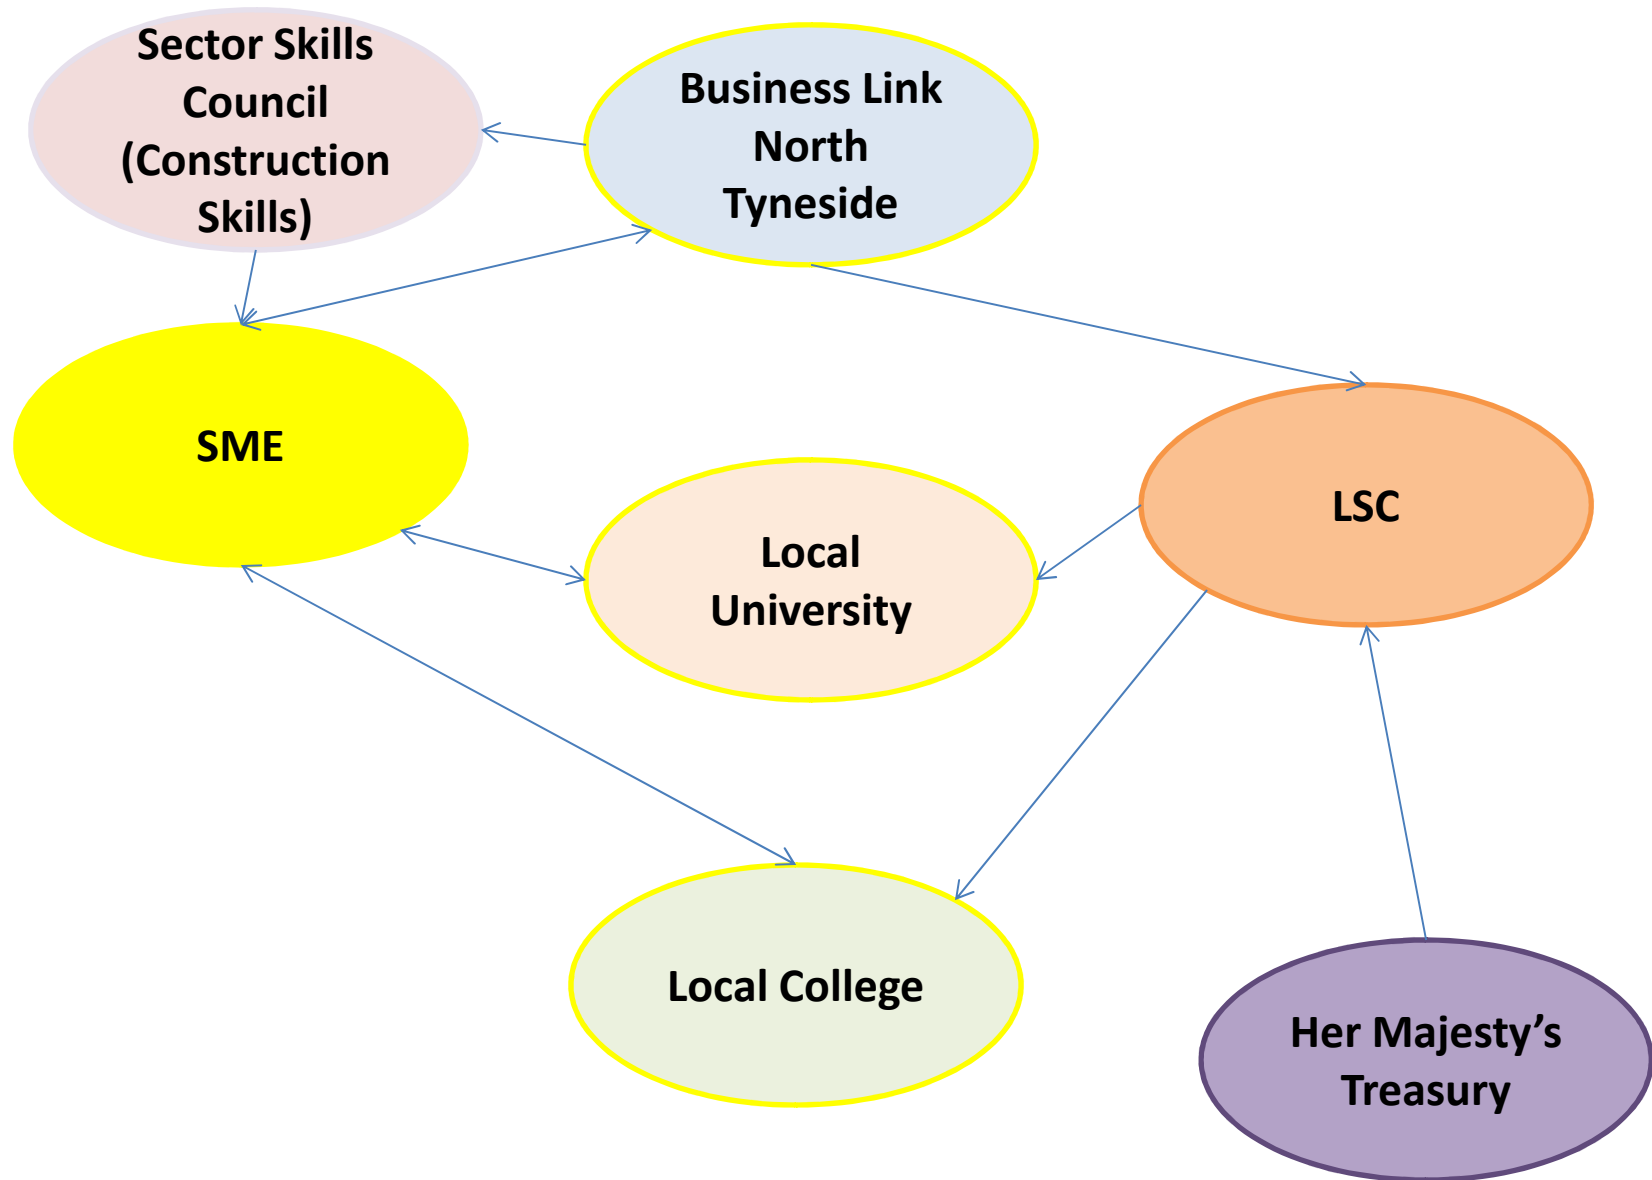 Sector Skills
Council
(Construction
Skills)
Business Link
North
Tyneside
SME
Local
University
LSC
Local College
Her Majesty’s
Treasury